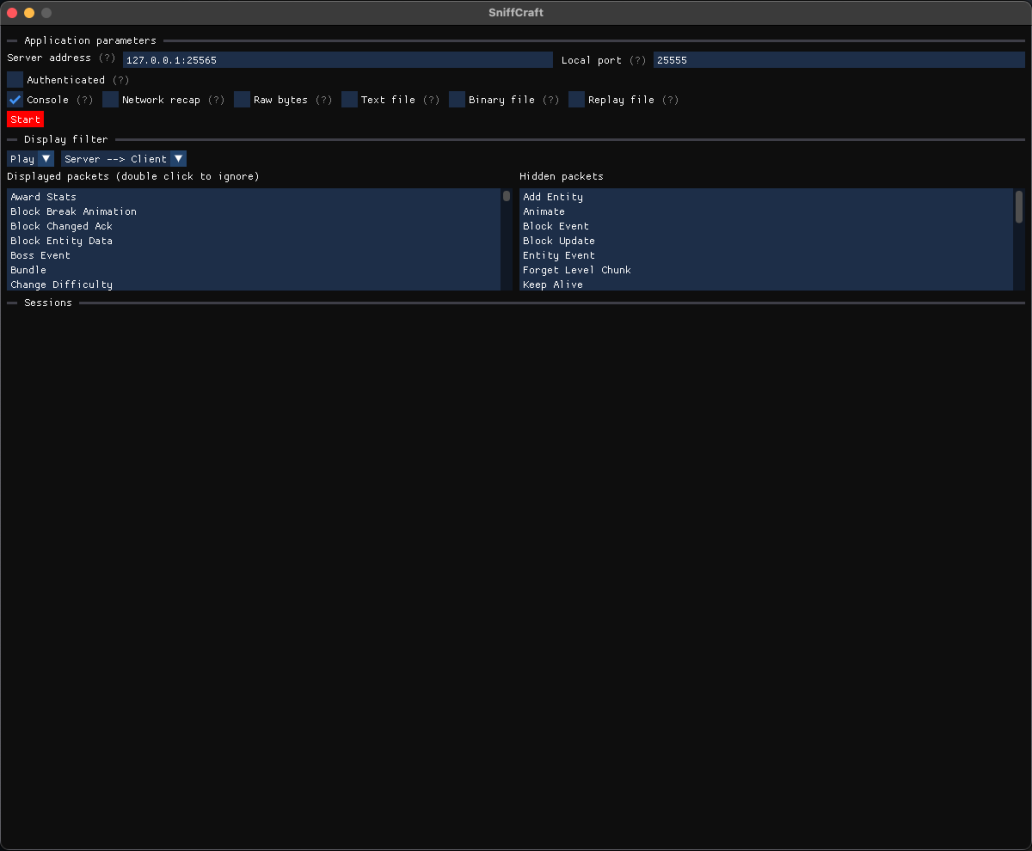 SniffCraft
Application parameters
Server address (?) 127.0.0.1:25565 Local port (?) 25555
Authenticated (?)
Console (?) Network recap (?) Raw bytes (?) Text file (?) Binary file (?) Replay file (?)
Start
Display filter
Play Server --> Client
Displayed packets (double click to ignore)
Award Stats
Block Break Animation
Block Changed Ack
Block Entity Data
Boss Event
Bundle
Change Difficulty
Hidden packets
Add Entity
Animate
Block Event
Block Update
Entity Event
Forget Level Chunk
Keep Alive
Sessions